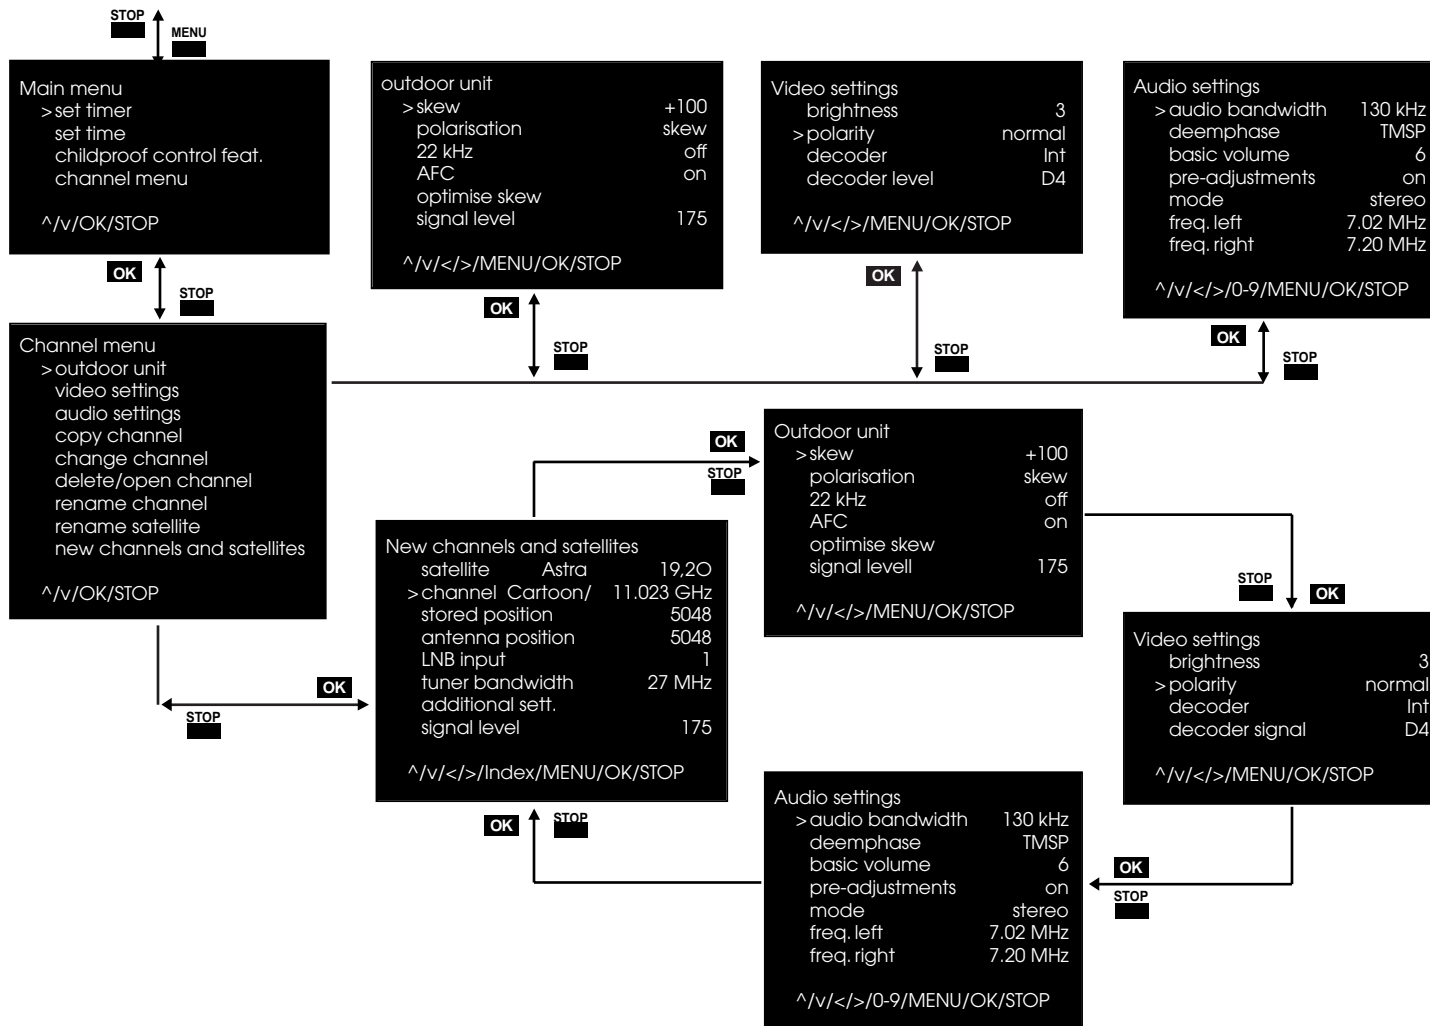 STOP
MENU
Main menu
>set timer
set time
childproof control feat.
channel menu
^/v/OK/STOP
outdoor unit
>skew +100
polarisation skew
22 kHz off
AFC on
optimise skew
signal level 175
^/v/</>/MENU/OK/STOP
Video settings
brightness 3
>polarity normal
decoder Int
decoder level D4
^/v/</>/MENU/OK/STOP
Audio settings
>audio bandwidth 130 kHz
deemphase TMSP
basic volume 6
pre-adjustments on
mode stereo
freq. left 7.02 MHz
freq. right 7.20 MHz
^/v/</>/0-9/MENU/OK/STOP
OK
STOP
OK
STOP
OK
STOP
OK
STOP
Channel menu
>outdoor unit
video settings
audio settings
copy channel
change channel
delete/open channel
rename channel
rename satellite
new channels and satellites
^/v/OK/STOP
OK
STOP
New channels and satellites
satellite Astra 19,2O
>channel Cartoon/ 11.023 GHz
stored position 5048
antenna position 5048
LNB input 1
tuner bandwidth 27 MHz
additional sett.
signal level 175
^/v/</>/Index/MENU/OK/STOP
OK
STOP
Outdoor unit
>skew +100
polarisation skew
22 kHz off
AFC on
optimise skew
signal levell 175
^/v/</>/MENU/OK/STOP
STOP
OK
Video settings
brightness 3
>polarity normal
decoder Int
decoder signal D4
^/v/</>/MENU/OK/STOP
OK
STOP
Audio settings
>audio bandwidth 130 kHz
deemphase TMSP
basic volume 6
pre-adjustments on
mode stereo
freq. left 7.02 MHz
freq. right 7.20 MHz
^/v/</>/0-9/MENU/OK/STOP
OK
STOP